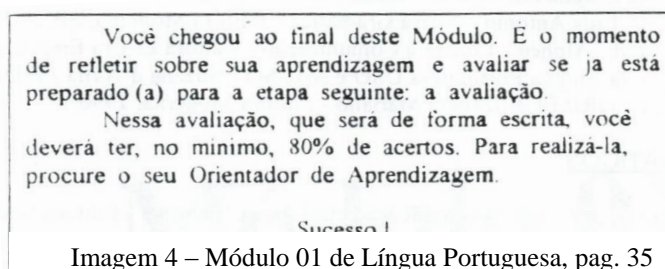 Você chegou ao final deste Módulo. É o momento
de refletir sobre sua aprendizagem e avaliar se já está
preparado (a) para a etapa seguinte: a avaliação.
Nessa avaliação, que será de forma escrita, você
deverá ter, no mínimo, 80% de acertos. Para realizá-la,
procure o seu Orientador de Aprendizagem.
Sucesso !
Imagem 4 – Módulo 01 de Língua Portuguesa, pag. 35